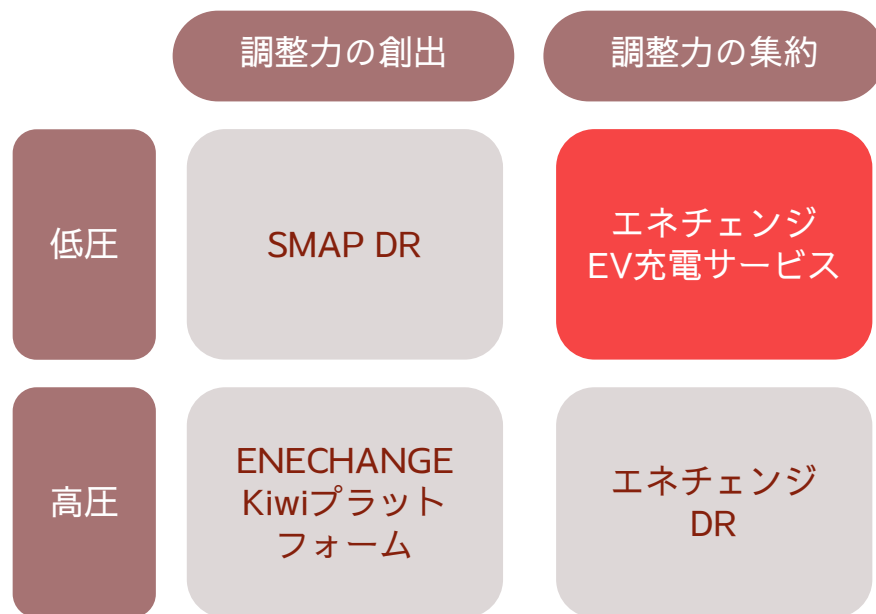 調整力の創出
調整力の集約
低圧
SMAP DR
エネチェンジ
EV充電サービス
高圧
ENECHANGE
Kiwiプラット
フォーム
エネチェンジ
DR